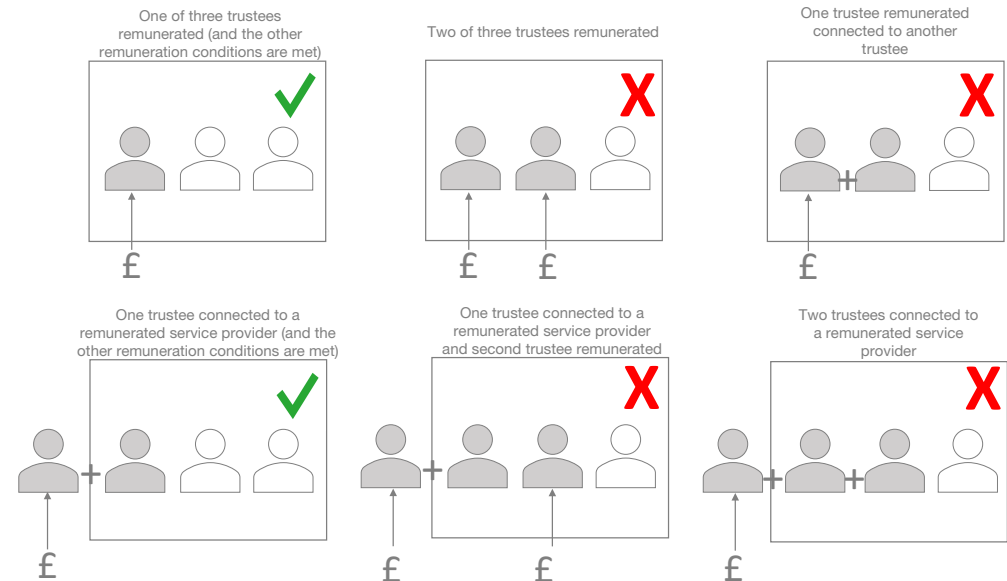 One of three trustees
remunerated (and the other
remuneration conditions are met)
Two of three trustees remunerated
One trustee remunerated
connected to another
trustee
£
£
£
£
One trustee connected to a
remunerated service provider (and the
other remuneration conditions are met)
One trustee connected to a
remunerated service provider
and second trustee remunerated
Two trustees connected to
a remunerated service
provider
£
£
£
£